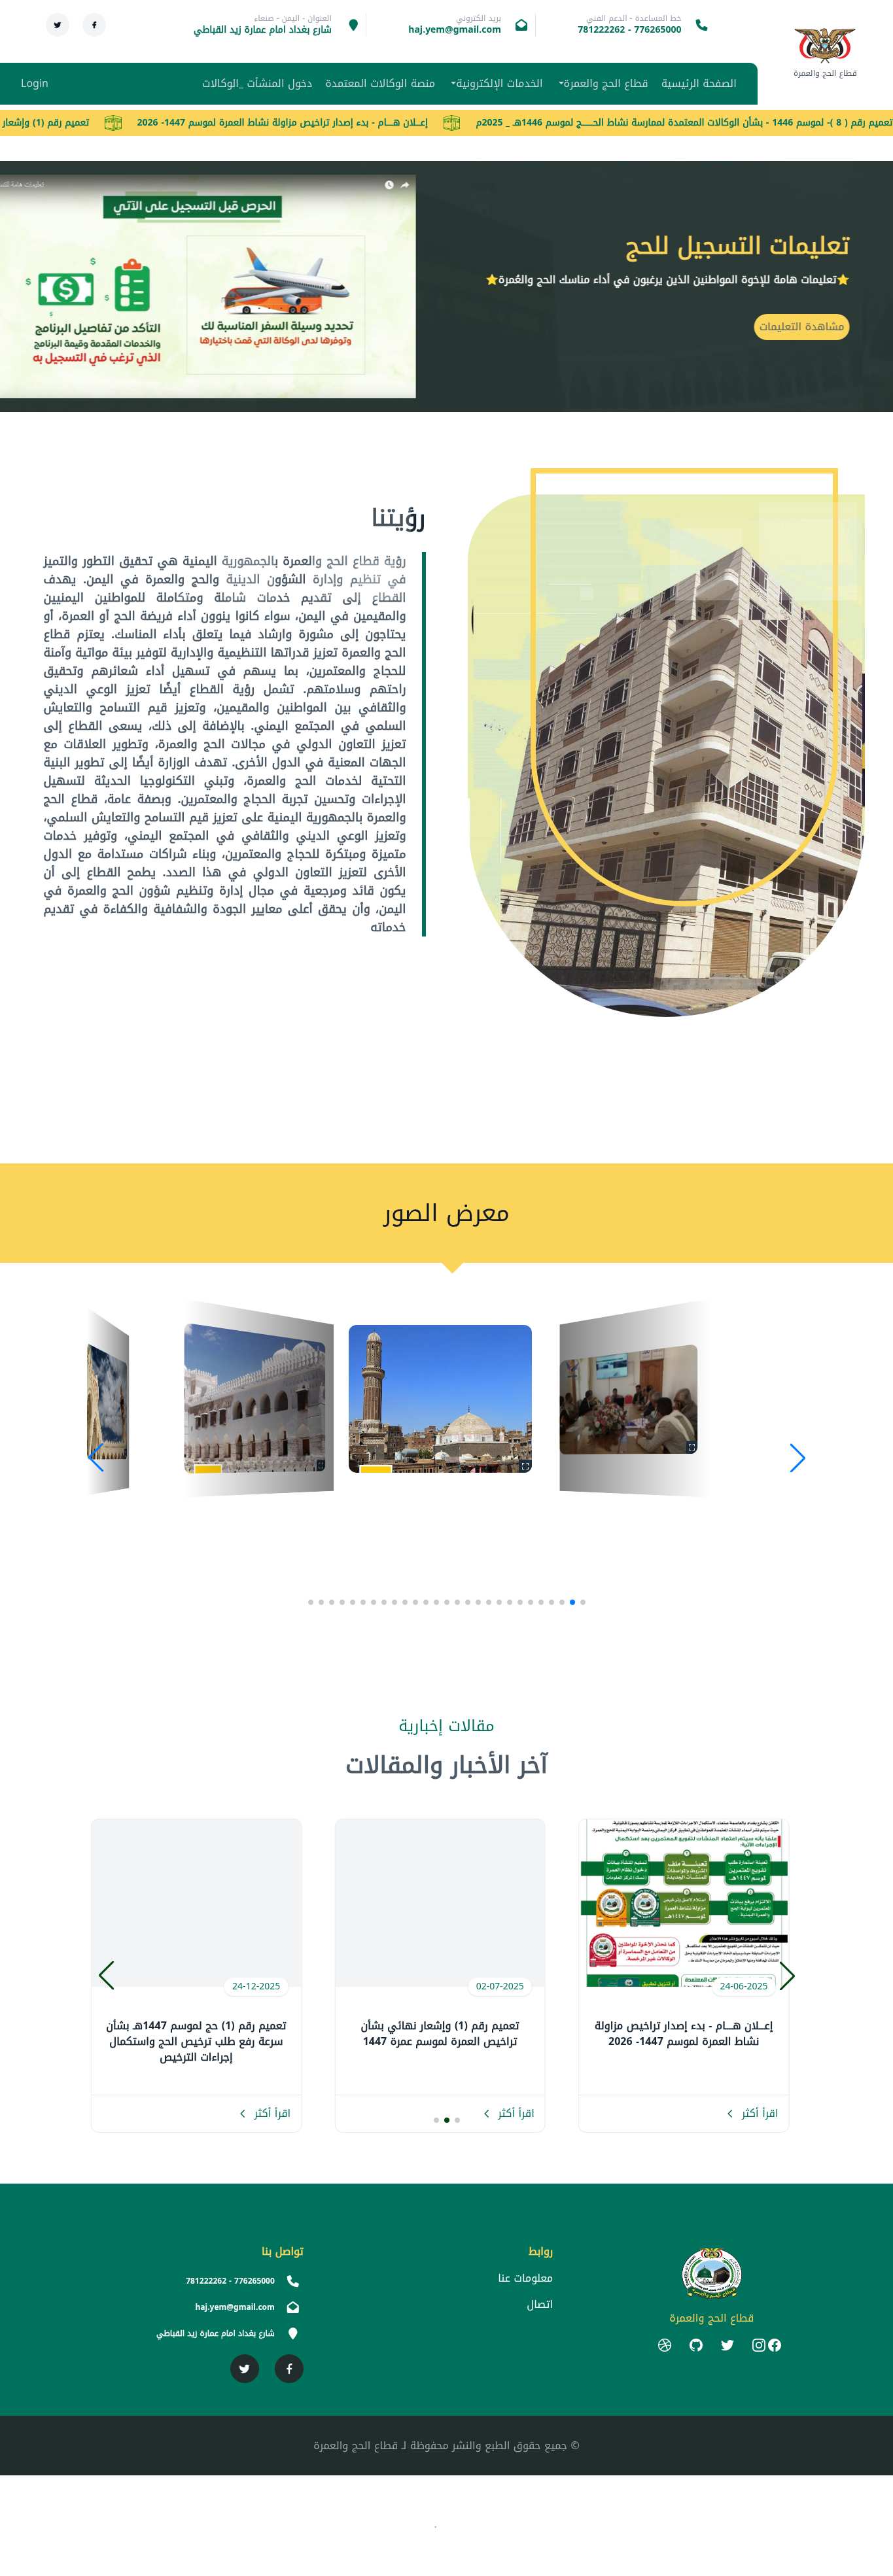 خط المساعدة - الدعم الفني
776265000 - 781222262
بريد الكتروني
haj.yem@gmail.com
العنوان - اليمن - صنعاء
شارع بغداد امام عمارة زيد القباطي
قطاع الحج والعمرة
الصفحة الرئيسية
قطاع الحج والعمرة
الخدمات الإلكترونية
منصة الوكالات المعتمدة
دخول المنشأت _الوكالات
Login
تعميم رقم ( 8 )- لموسم 1446 - بشأن الوكالات المعتمدة لممارسة نشاط الحـــــج لموسم 1446هـ _ 2025م
إعـــلان هــــام - بدء إصدار تراخيص مزاولة نشاط العمرة لموسم 1447- 2026
تعميم رقم (1) وإشعار
تعليمات التسجيل للحج
⭐تعليمات هامة للإخوة المواطنين الذين يرغبون في أداء مناسك الحج والعُمرة⭐
مشاهدة التعليمات
الحرص قبل التسجيل على الآتي
تحديد وسيلة السفر المناسبة لك
وتوفرها لدى الوكالة التي قمت باختيارها
التأكد من تفاصيل البرنامج
والخدمات المقدمة وقيمة البرنامج
الذي ترغب في التسجيل به
رؤيتنا
رؤية قطاع الحج والعمرة بالجمهورية اليمنية هي تحقيق التطور والتميز
في تنظيم وإدارة الشؤون الدينية والحج والعمرة في اليمن. يهدف
القطاع إلى تقديم خدمات شاملة ومتكاملة للمواطنين اليمنيين
والمقيمين في اليمن، سواء كانوا ينوون أداء فريضة الحج أو العمرة، أو
يحتاجون إلى مشورة وارشاد فيما يتعلق بأداء المناسك. يعتزم قطاع
الحج والعمرة تعزيز قدراتها التنظيمية والإدارية لتوفير بيئة مواتية وآمنة
للحجاج والمعتمرين، بما يسهم في تسهيل أداء شعائرهم وتحقيق
راحتهم وسلامتهم. تشمل رؤية القطاع أيضًا تعزيز الوعي الديني
والثقافي بين المواطنين والمقيمين، وتعزيز قيم التسامح والتعايش
السلمي في المجتمع اليمني. بالإضافة إلى ذلك، يسعى القطاع إلى
تعزيز التعاون الدولي في مجالات الحج والعمرة، وتطوير العلاقات مع
الجهات المعنية في الدول الأخرى. تهدف الوزارة أيضًا إلى تطوير البنية
التحتية لخدمات الحج والعمرة، وتبني التكنولوجيا الحديثة لتسهيل
الإجراءات وتحسين تجربة الحجاج والمعتمرين. وبصفة عامة، قطاع الحج
والعمرة بالجمهورية اليمنية على تعزيز قيم التسامح والتعايش السلمي،
وتعزيز الوعي الديني والثقافي في المجتمع اليمني، وتوفير خدمات
متميزة ومبتكرة للحجاج والمعتمرين، وبناء شراكات مستدامة مع الدول
الأخرى لتعزيز التعاون الدولي في هذا الصدد. يطمح القطاع إلى أن
يكون قائد ومرجعية في مجال إدارة وتنظيم شؤون الحج والعمرة في
اليمن، وأن يحقق أعلى معايير الجودة والشفافية والكفاءة في تقديم
خدماته
معرض الصور
مقالات إخبارية
آخر الأخبار والمقالات
24-06-2025
إعـــلان هــــام - بدء إصدار تراخيص مزاولة
نشاط العمرة لموسم 1447- 2026
اقرأ أكثر
02-07-2025
تعميم رقم (1) وإشعار نهائي بشأن
تراخيص العمرة لموسم عمرة 1447
اقرأ أكثر
24-12-2025
تعميم رقم (1) حج لموسم 1447هـ بشأن
سرعة رفع طلب ترخيص الحج واستكمال
إجراءات الترخيص
اقرأ أكثر
قطاع الحج والعمرة
روابط
معلومات عنا
اتصال
تواصل بنا
776265000 - 781222262
haj.yem@gmail.com
شارع بغداد امام عمارة زيد القباطي
© جميع حقوق الطبع والنشر محفوظة لـ قطاع الحج والعمرة